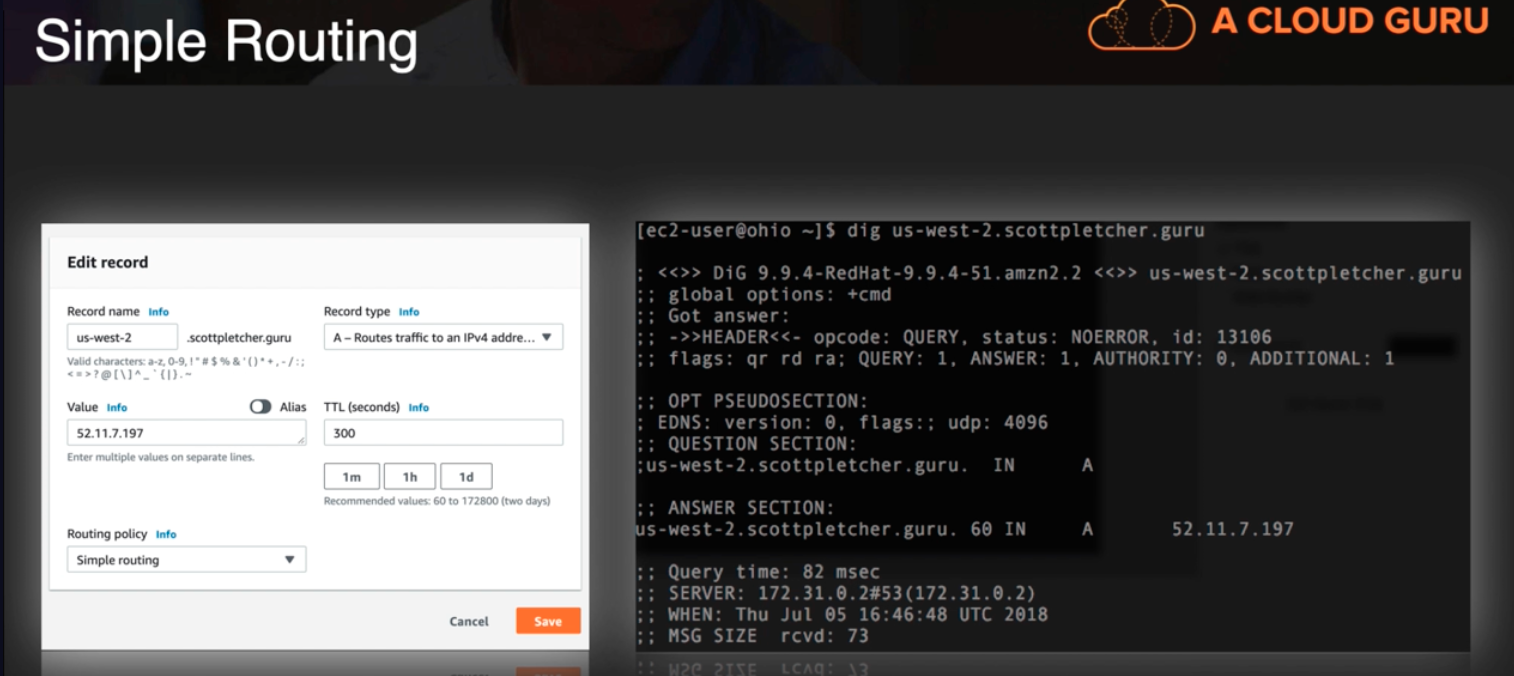 Simple Routing
A CLOUD GURU
Edit record
Record name Info
us-west-2 .scottpletcher.guru
Valid characters: a-z, 0-9, ! " # $ % & ' ( ) * + , - / : ;
< = > ? @ [ \ ] ^ _ ` { | } . ~
Record type Info
A – Routes traffic to an IPv4 addre...
Value Info
Alias
52.11.7.197
Enter multiple values on separate lines.
TTL (seconds) Info
300
1m 1h 1d
Recommended values: 60 to 172800 (two days)
Routing policy Info
Simple routing
Cancel Save
[ec2-user@ohio ~]$ dig us-west-2.scottpletcher.guru
; <<>> DiG 9.9.4-RedHat-9.9.4-51.amzn2.2 <<>> us-west-2.scottpletcher.guru
;; global options: +cmd
;; Got answer:
;; ->>HEADER<<- opcode: QUERY, status: NOERROR, id: 13106
;; flags: qr rd ra; QUERY: 1, ANSWER: 1, AUTHORITY: 0, ADDITIONAL: 1
;; OPT PSEUDOSECTION:
; EDNS: version: 0, flags:; udp: 4096
;; QUESTION SECTION:
;us-west-2.scottpletcher.guru. IN A
;; ANSWER SECTION:
us-west-2.scottpletcher.guru. 60 IN A 52.11.7.197
;; Query time: 82 msec
;; SERVER: 172.31.0.2#53(172.31.0.2)
;; WHEN: Thu Jul 05 16:46:48 UTC 2018
;; MSG SIZE rcvd: 73